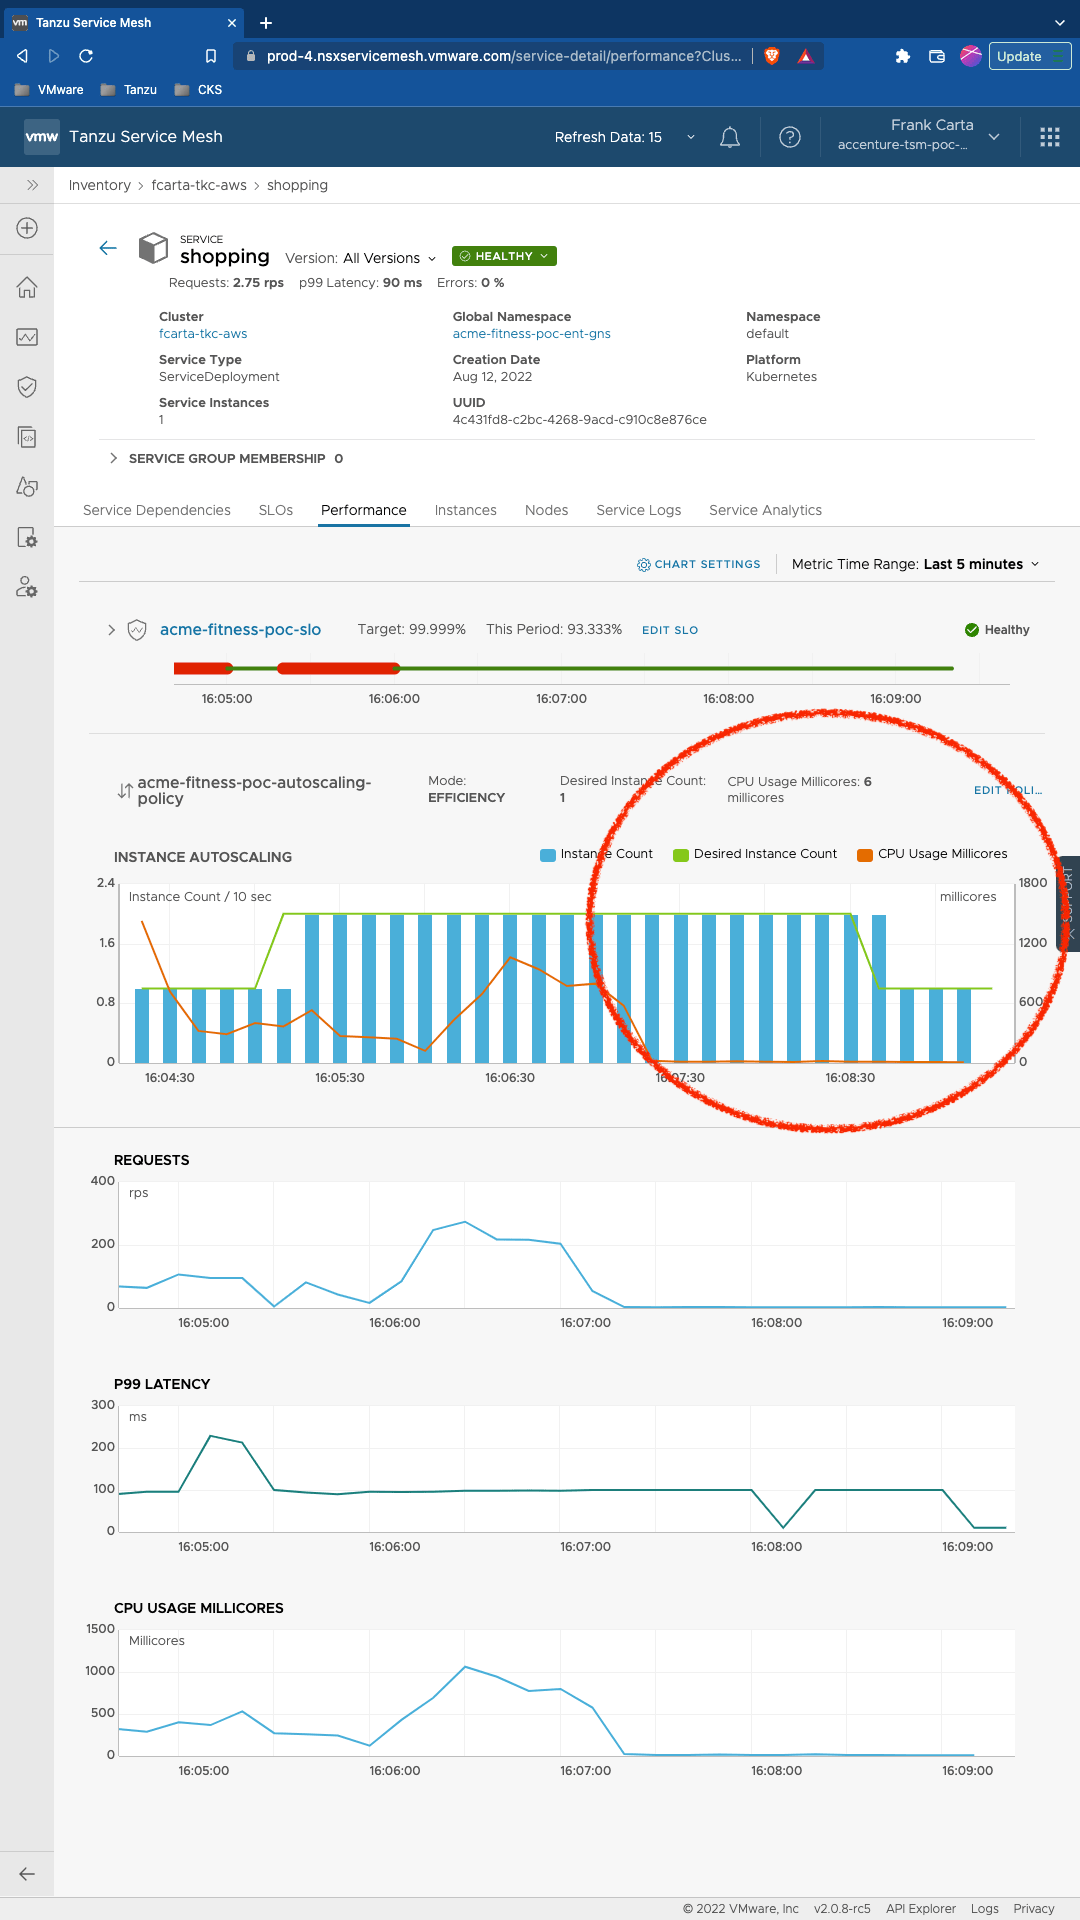 vm Tanzu Service Mesh
prod-4.nsxservicemesh.vmware.com/service-detail/performance?Clus... Update
VMware Tanzu CKS
vmw Tanzu Service Mesh Refresh Data: 15 ? Frank Carta
accenture-tsm-poc-...
Inventory > fcarta-tkc-aws > shopping
SERVICE
shopping Version: All Versions HEALTHY
Requests: 2.75 rps p99 Latency: 90 ms Errors: 0 %
Cluster Global Namespace Namespace
fcarta-tkc-aws acme-fitness-poc-ent-gns default
Service Type Creation Date Platform
ServiceDeployment Aug 12, 2022 Kubernetes
Service Instances UUID
1 4c431fd8-c2bc-4268-9acd-c910c8e876ce
SERVICE GROUP MEMBERSHIP 0
Service Dependencies SLOs Performance Instances Nodes Service Logs Service Analytics
CHART SETTINGS Metric Time Range: Last 5 minutes
acme-fitness-poc-slo Target: 99.999% This Period: 93.333% EDIT SLO Healthy
16:05:00 16:06:00 16:07:00 16:08:00 16:09:00
acme-fitness-poc-autoscaling- Mode: Desired Instance Count: CPU Usage Millicores: 6
policy EFFICIENCY 1 millicores EDIT POLI...
INSTANCE AUTOSCALING Instance Count Desired Instance Count CPU Usage Millicores
SUPPORT
2.4 Instance Count / 10 sec millicores 1800
1.6 1200
0.8 600
0 0
16:04:30 16:05:30 16:06:30 16:07:30 16:08:30
REQUESTS
400 rps
200
0
16:05:00 16:06:00 16:07:00 16:08:00 16:09:00
P99 LATENCY
300 ms
200
100
0
16:05:00 16:06:00 16:07:00 16:08:00 16:09:00
CPU USAGE MILLICORES
1500 Millicores
1000
500
0
16:05:00 16:06:00 16:07:00 16:08:00 16:09:00
© 2022 VMware, Inc v2.0.8-rc5 API Explorer Logs Privacy